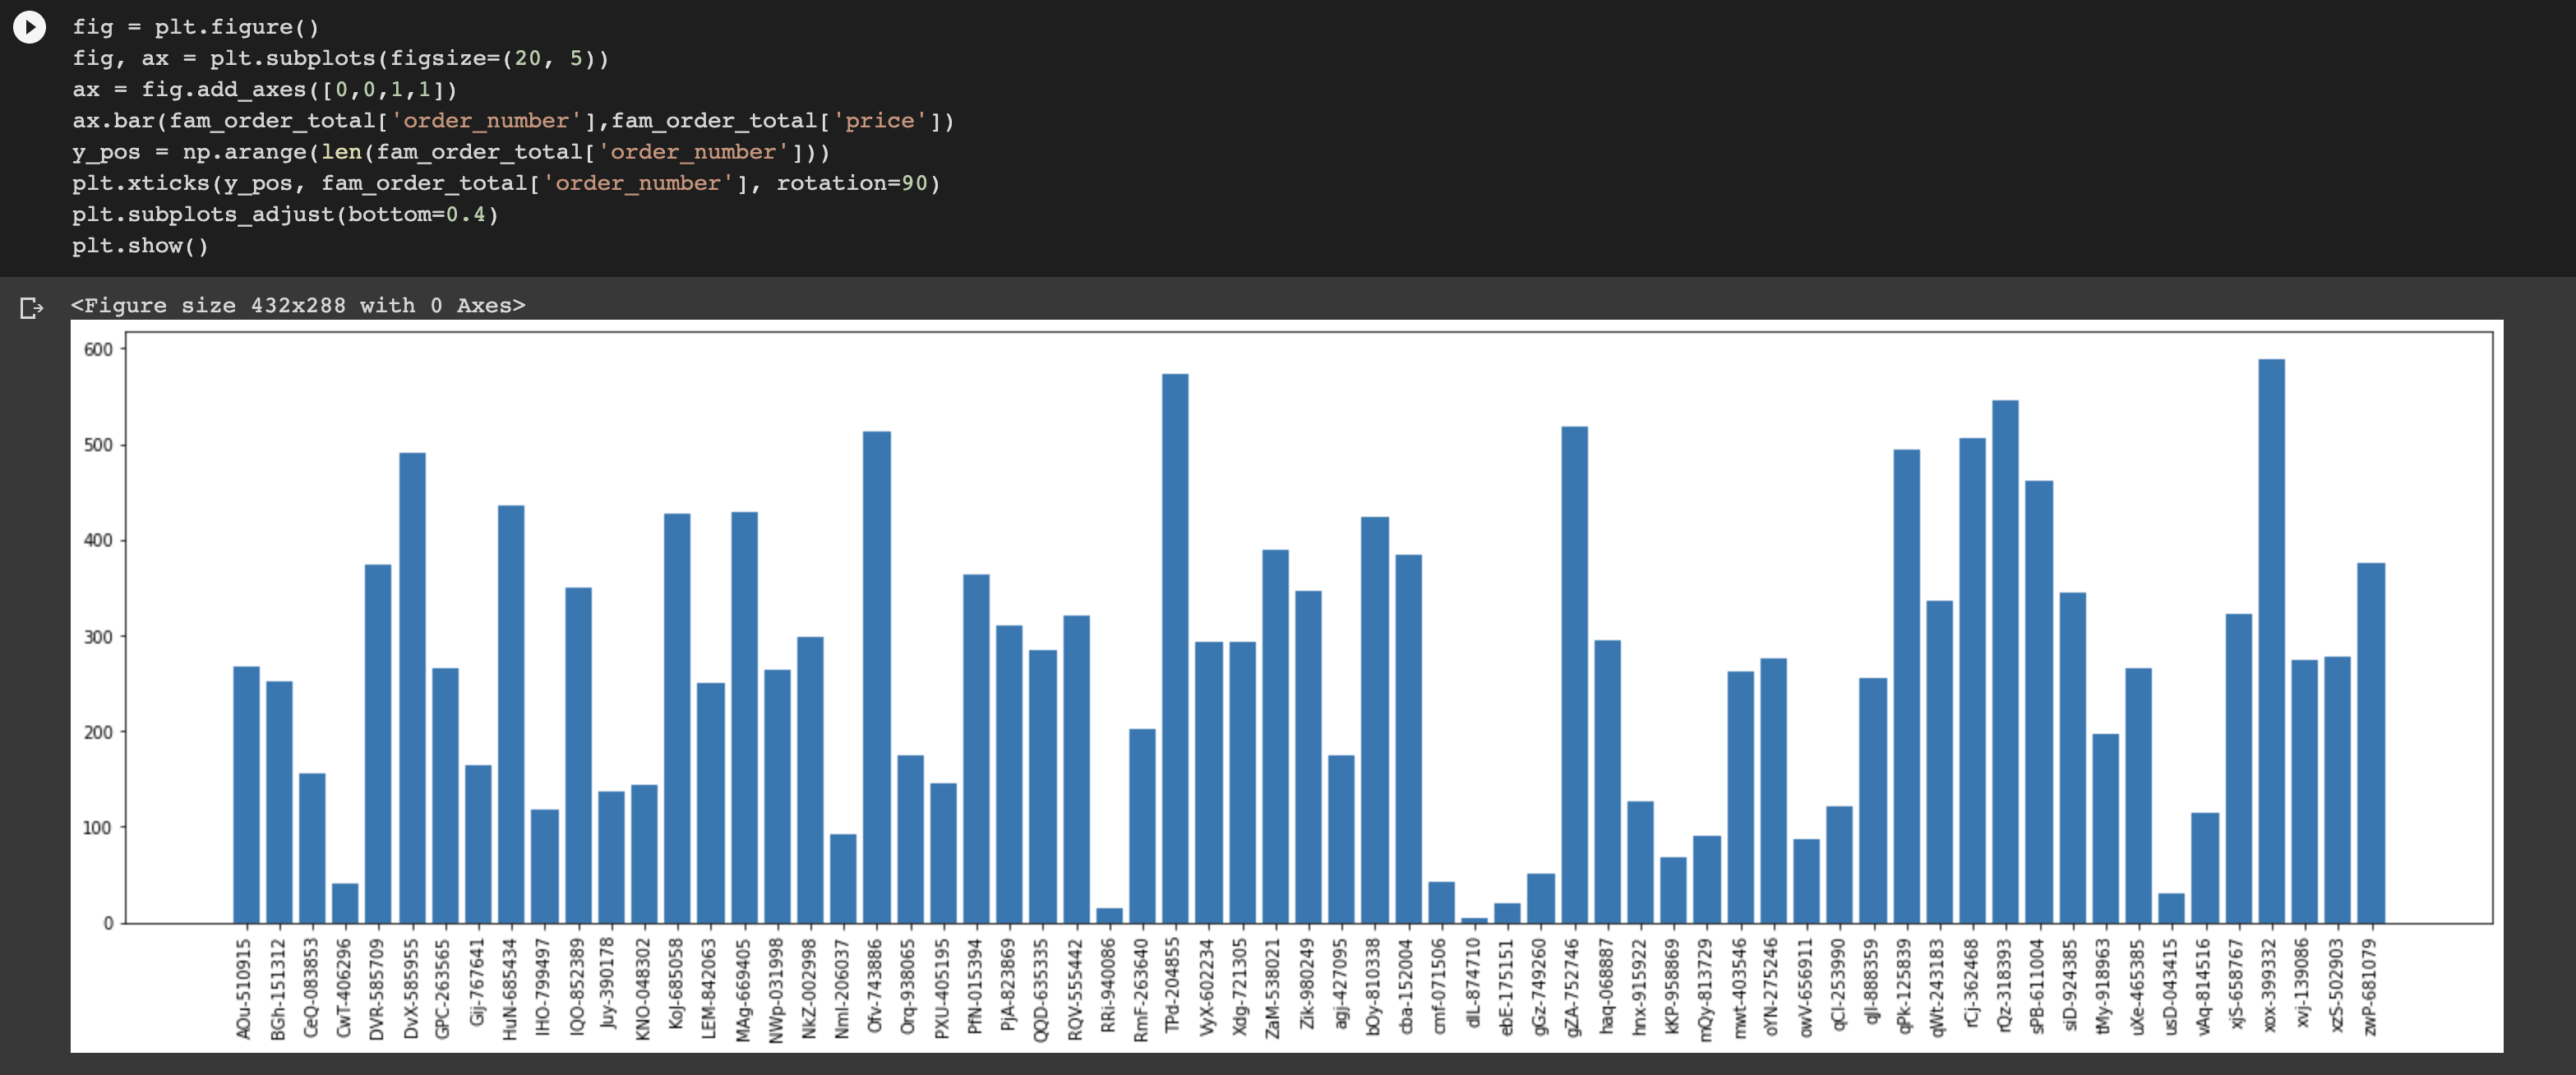 fig = plt.figure()
fig, ax = plt.subplots(figsize=(20, 5))
ax = fig.add_axes([0,0,1,1])
ax.bar(fam_order_total['order_number'],fam_order_total['price'])
y_pos = np.arange(len(fam_order_total['order_number']))
plt.xticks(y_pos, fam_order_total['order_number'], rotation=90)
plt.subplots_adjust(bottom=0.4)
plt.show()
<Figure size 432x288 with 0 Axes>
600
500
400
300
200
100
0
AOu-510915
BGh-151312
CeQ-083853
CwT-406296
DVR-585709
DvX-585955
GPC-263565
Gij-767641
HuN-685434
IHO-799497
IQO-852389
Juy-390178
KNO-048302
KoJ-685058
LEM-842063
MAg-669405
NWp-031998
NkZ-002998
Nml-206037
Ofv-743886
Orq-938065
PXU-405195
PfN-015394
PjA-823869
QQD-635335
RQV-555442
RRi-940086
RmF-263640
TPd-204855
VyX-602234
Xdg-721305
ZaM-538021
Zlk-980249
agj-427095
bOy-810338
cba-152004
cmf-071506
dlL-874710
ebE-175151
gGz-749260
gZA-752746
haq-068887
hnx-915922
kKP-958869
mQy-813729
mwt-403546
oYN-275246
owV-656911
qCl-253990
qJl-888359
qPk-125839
qWt-243183
rCj-362468
rQz-318393
sPB-611004
siD-924385
tMy-918963
uXe-465385
usD-043415
vAq-814516
xjS-658767
xox-399332
xvj-139086
xzS-502903
zwP-681079